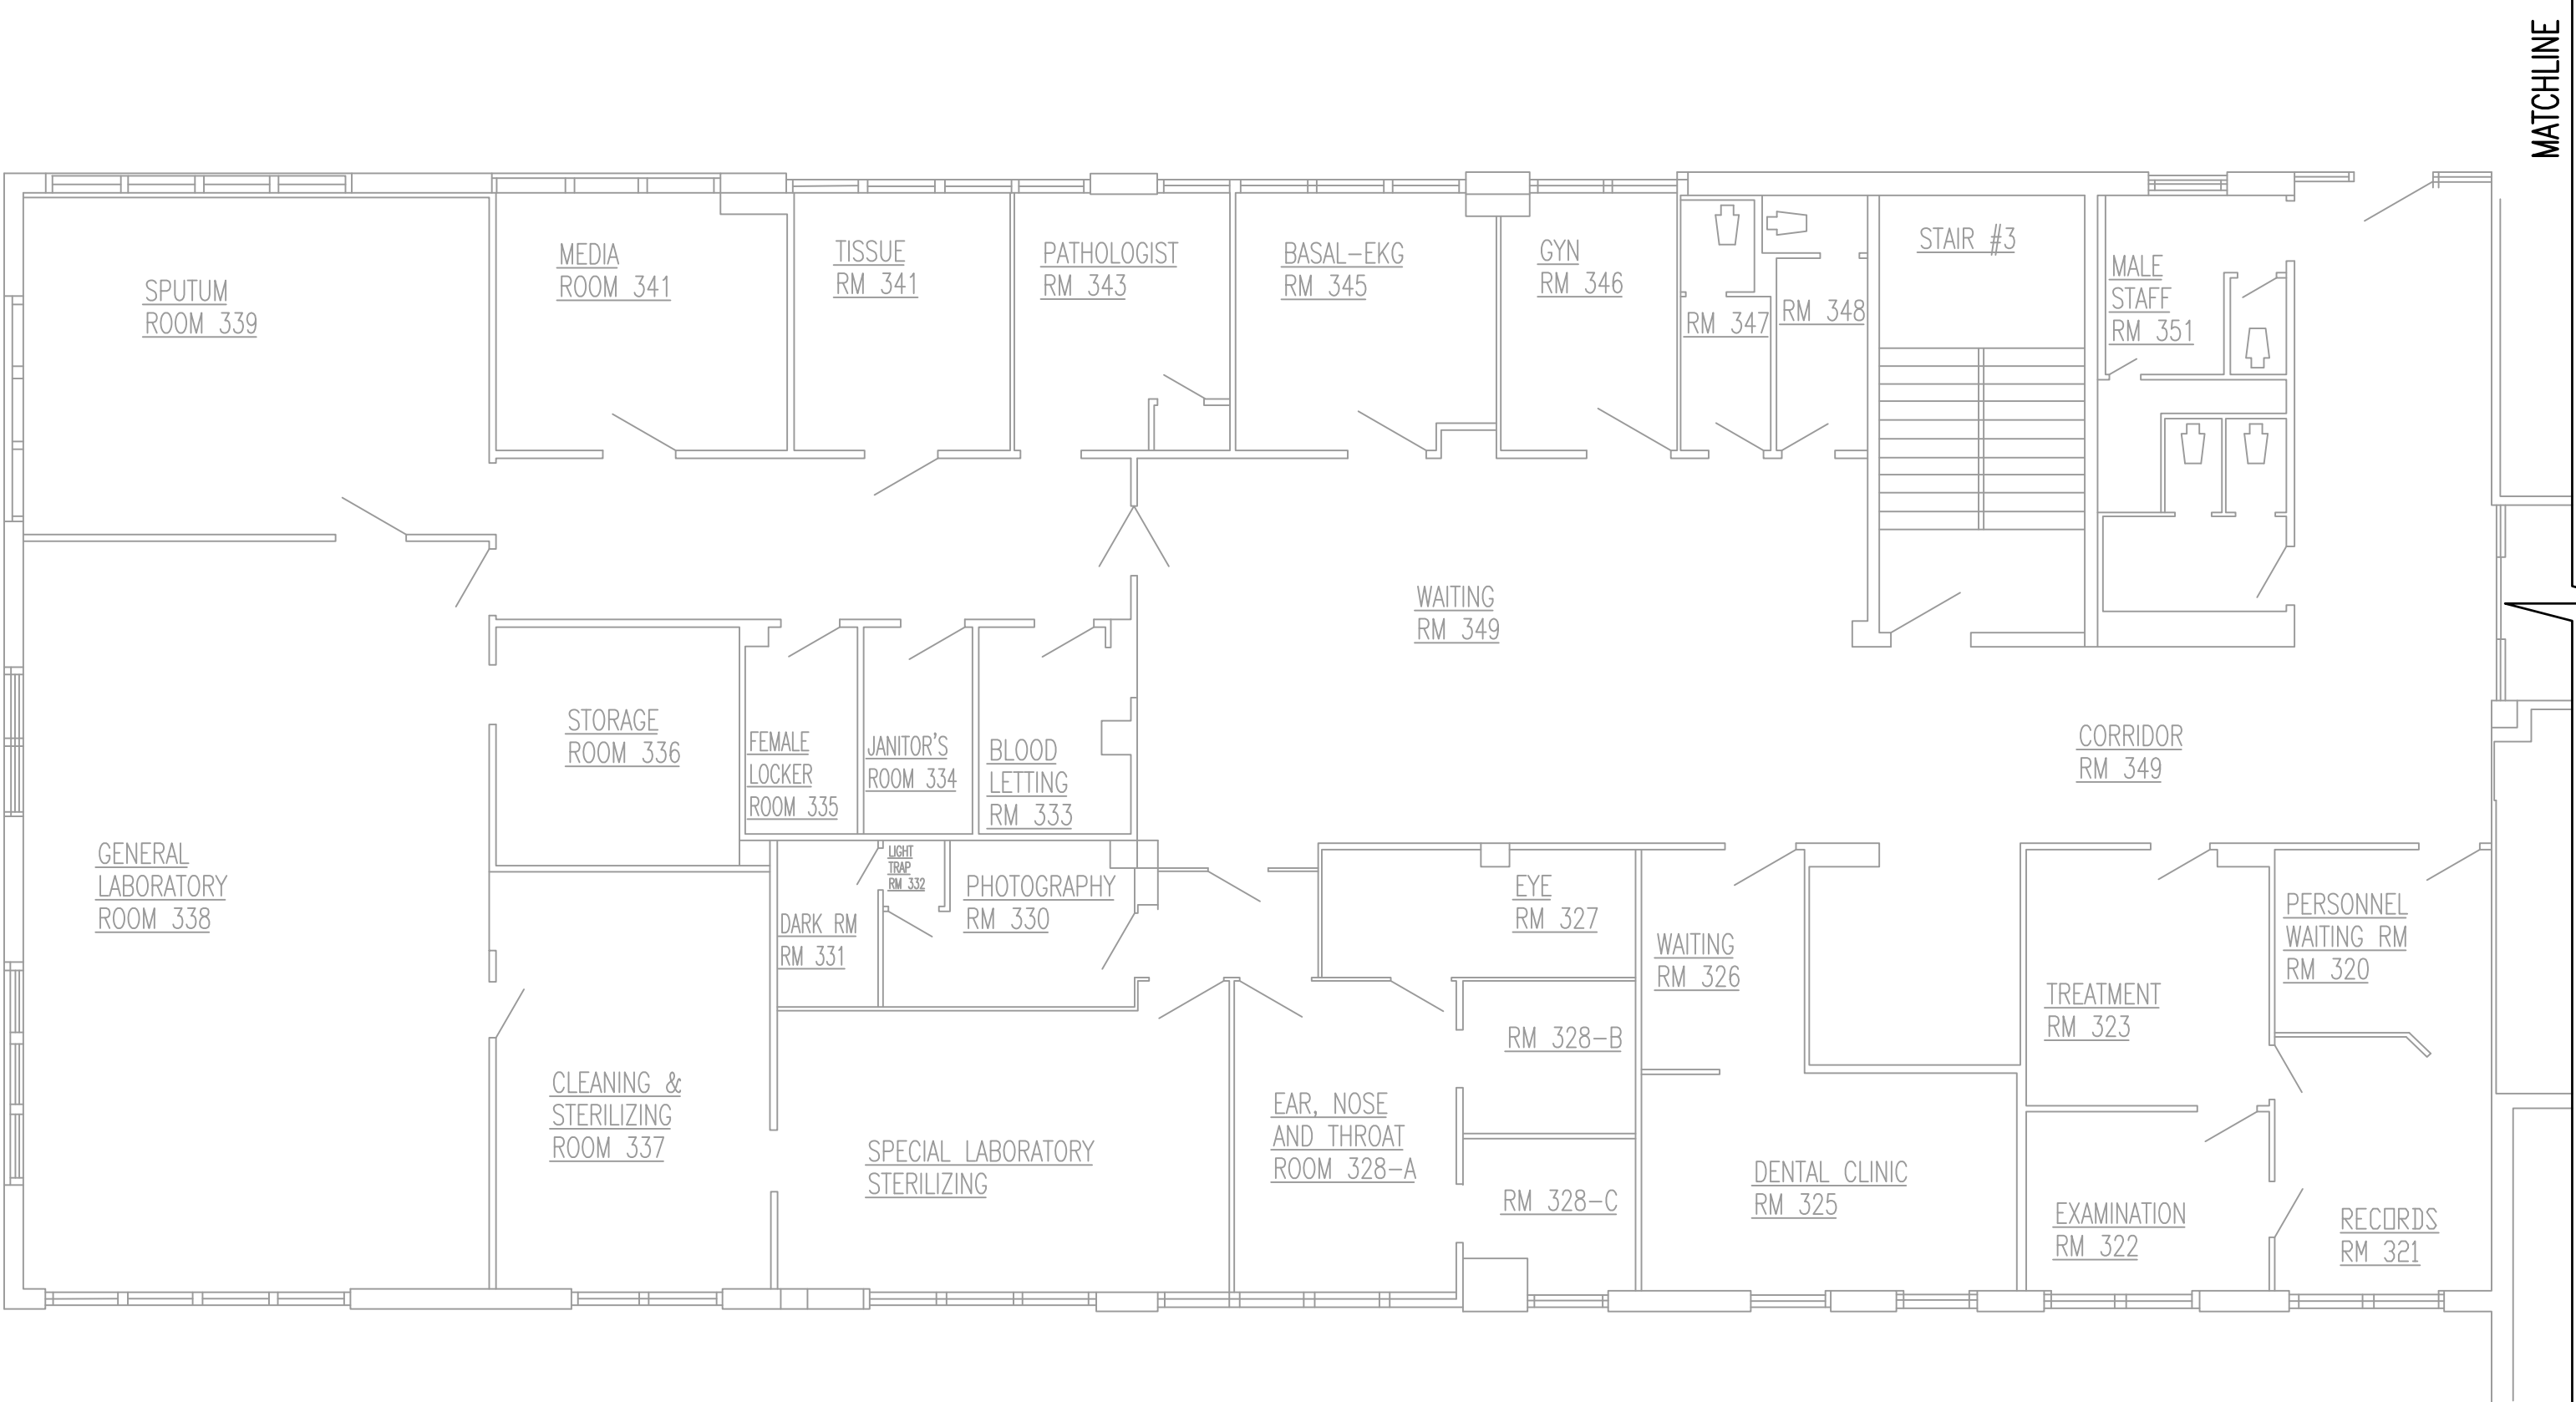 MATCHLINE
SPUTUM
ROOM 339
MEDIA
ROOM 341
TISSUE
RM 341
PATHOLOGIST
RM 343
BASAL-EKG
RM 345
GYN
RM 346
RM 347
RM 348
STAIR #3
MALE
STAFF
RM 351
WAITING
RM 349
CORRIDOR
RM 349
STORAGE
ROOM 336
FEMALE
LOCKER
ROOM 335
JANITOR'S
ROOM 334
BLOOD
LETTING
RM 333
GENERAL
LABORATORY
ROOM 338
LIGHT
TRAP
RM 332
DARK RM
RM 331
PHOTOGRAPHY
RM 330
EYE
RM 327
WAITING
RM 326
PERSONNEL
WAITING RM
RM 320
TREATMENT
RM 323
RM 328-B
CLEANING &
STERILIZING
ROOM 337
SPECIAL LABORATORY
STERILIZING
EAR, NOSE
AND THROAT
ROOM 328-A
RM 328-C
DENTAL CLINIC
RM 325
EXAMINATION
RM 322
RECORDS
RM 321